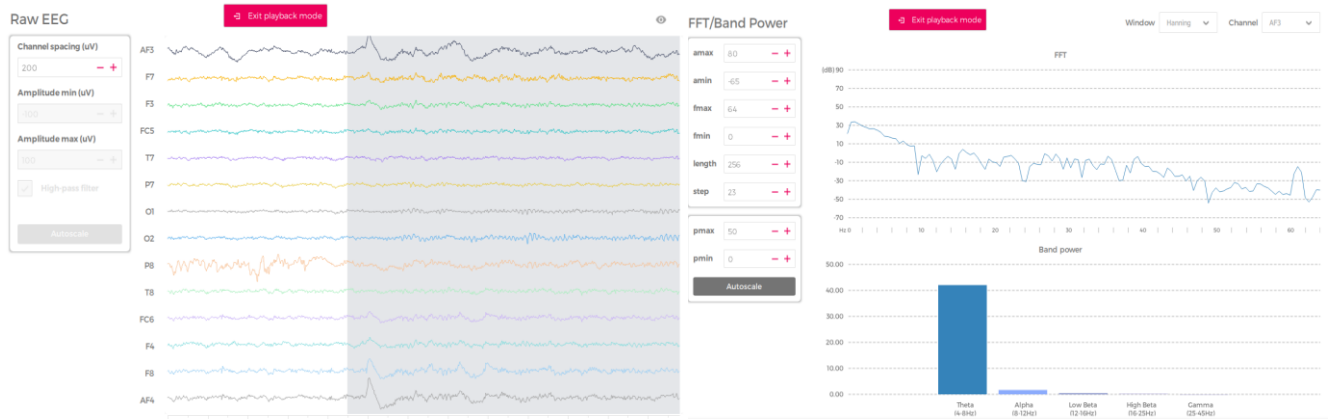 Raw EEG
Exit playback mode
Channel spacing (uV)
200
Amplitude min (uV)
-100
Amplitude max (uV)
100
High-pass filter
Autoscale
AF3
F7
F3
FC5
T7
P7
O1
O2
P8
T8
FC6
F4
F8
AF4
FFT/Band Power
Exit playback mode
Window Hanning Channel AF3
amax 80
amin -65
fmax 64
fmin 0
length 256
step 23
pmax 50
pmin 0
Autoscale
FFT
(dB) 90
70
50
30
10
-10
-30
-50
-70
Hz 0 10 20 30 40 50 60
Band power
50.00
40.00
30.00
20.00
10.00
0.00
Theta Alpha Low Beta High Beta Gamma
(4-8Hz) (8-12Hz) (12-16Hz) (16-25Hz) (25-45Hz)